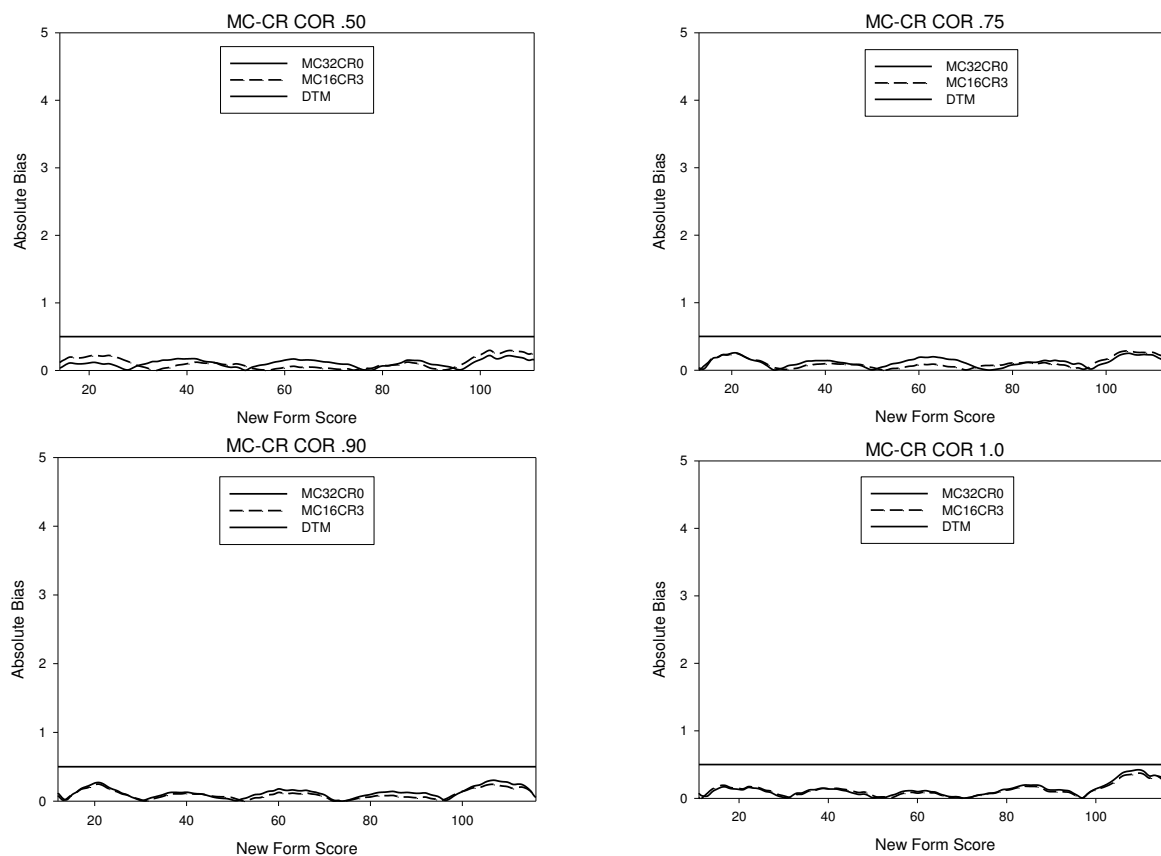 MC-CR COR .50
5
4
3
2
1
0
Absolute Bias
MC32CR0
MC16CR3
DTM
20 40 60 80 100
New Form Score
MC-CR COR .75
5
4
3
2
1
0
Absolute Bias
MC32CR0
MC16CR3
DTM
20 40 60 80 100
New Form Score
MC-CR COR .90
5
4
3
2
1
0
Absolute Bias
MC32CR0
MC16CR3
DTM
20 40 60 80 100
New Form Score
MC-CR COR 1.0
5
4
3
2
1
0
Absolute Bias
MC32CR0
MC16CR3
DTM
20 40 60 80 100
New Form Score